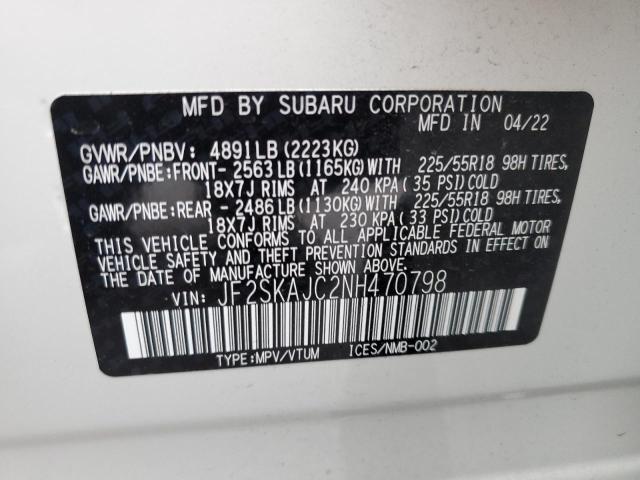 MFD BY SUBARU CORPORATION
MFD IN 04/22
GVWR/PNBV: 4891LB (2223KG)
GAWR/PNBE:FRONT- 2563 LB (1165KG) WITH 225/55R18 98H TIRES,
18X7J RIMS AT 240 KPA (35 PSI) COLD
GAWR/PNBE:REAR - 2486 LB (1130KG) WITH 225/55R18 98H TIRES,
18X7J RIMS AT 230 KPA (33 PSI) COLD
THIS VEHICLE CONFORMS TO ALL APPLICABLE FEDERAL MOTOR
VEHICLE SAFETY AND THEFT PREVENTION STANDARDS IN EFFECT ON
THE DATE OF MANUFACTURE SHOWN ABOVE.
VIN: JF2SKAJC2NH470798
TYPE:MPV/VTUM ICES/NMB-002